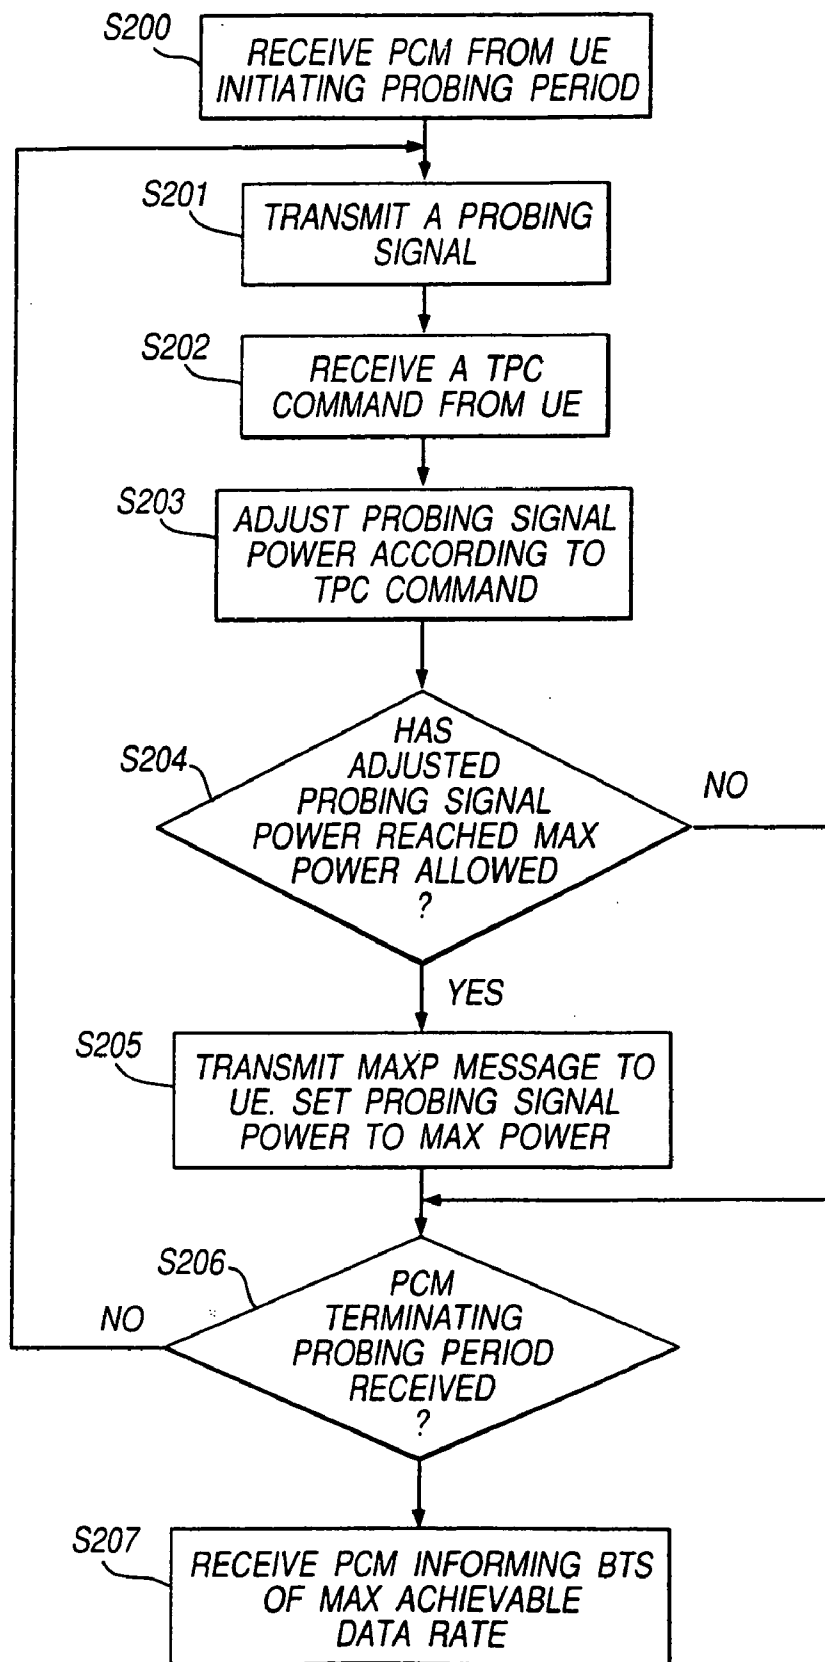 S200
RECEIVE PCM FROM UE
INITIATING PROBING PERIOD
S201
TRANSMIT A PROBING
SIGNAL
S202
RECEIVE A TPC
COMMAND FROM UE
S203
ADJUST PROBING SIGNAL
POWER ACCORDING TO
TPC COMMAND
S204
HAS
ADJUSTED
PROBING SIGNAL
POWER REACHED MAX
POWER ALLOWED
?
NO
YES
S205
TRANSMIT MAXP MESSAGE TO
UE. SET PROBING SIGNAL
POWER TO MAX POWER
S206
PCM
TERMINATING
PROBING PERIOD
RECEIVED
?
NO
S207
RECEIVE PCM INFORMING BTS
OF MAX ACHIEVABLE
DATA RATE